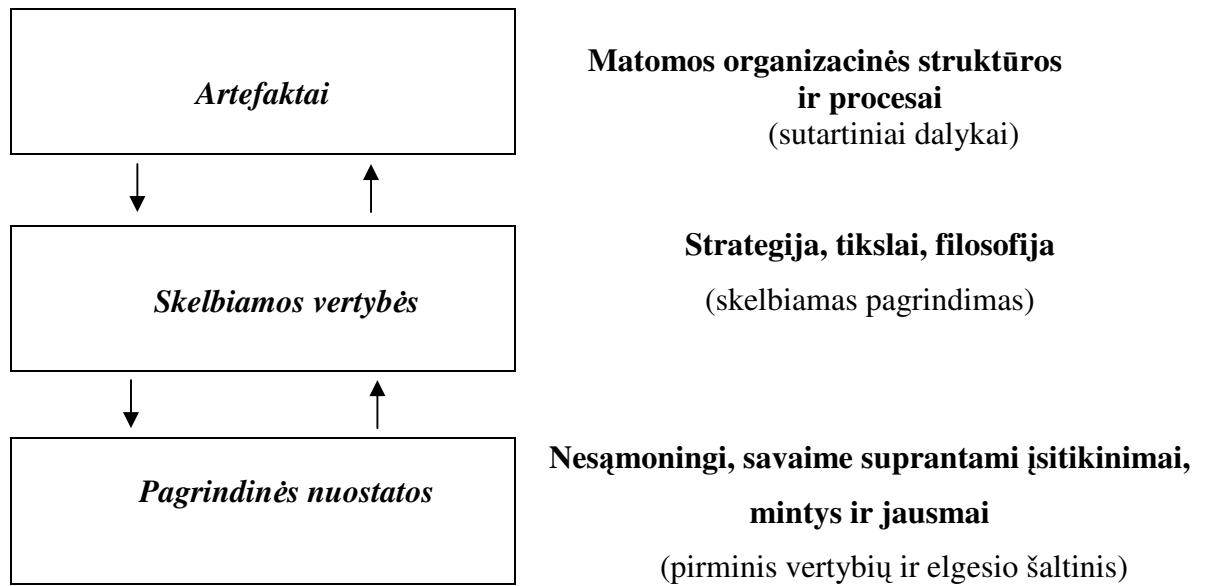 Artefaktai
Matomos organizacinės struktūros
ir procesai
(sutartiniai dalykai)
Skelbiamos vertybės
Strategija, tikslai, filosofija
(skelbiamas pagrindimas)
Pagrindinės nuostatos
Nesąmoningi, savaime suprantami įsitikinimai,
mintys ir jausmai
(pirminis vertybių ir elgesio šaltinis)